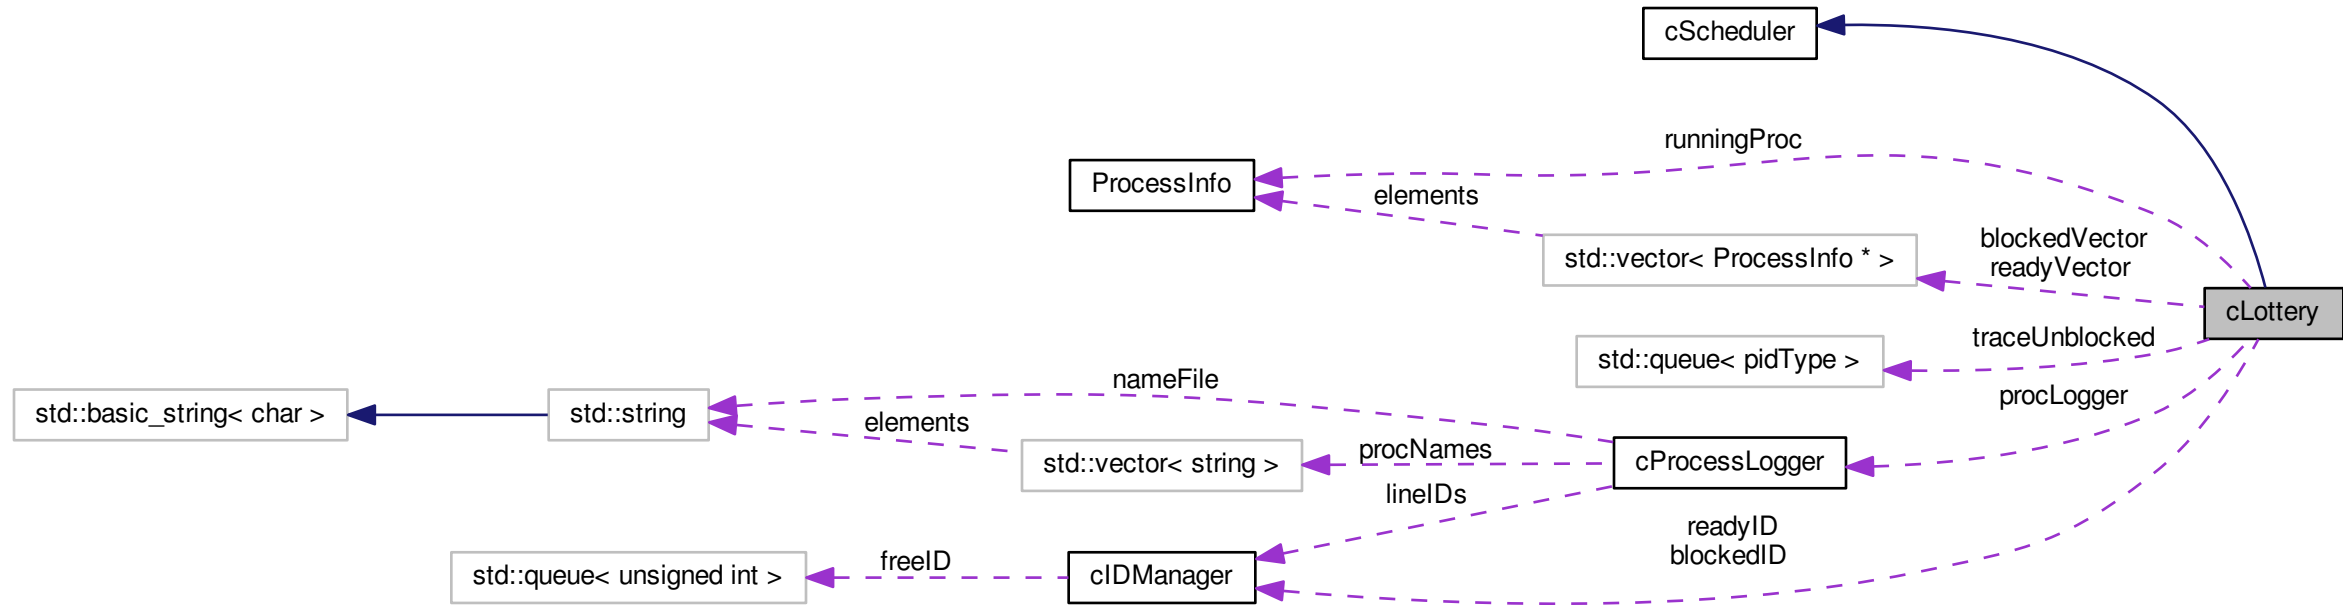 cScheduler
runningProc
ProcessInfo
elements
blockedVector
readyVector
std::vector< ProcessInfo * >
cLottery
traceUnblocked
std::queue< pidType >
nameFile
procLogger
std::basic_string< char >
std::string
elements
procNames
std::vector< string >
cProcessLogger
lineIDs
readyID
blockedID
freeID
std::queue< unsigned int >
cIDManager